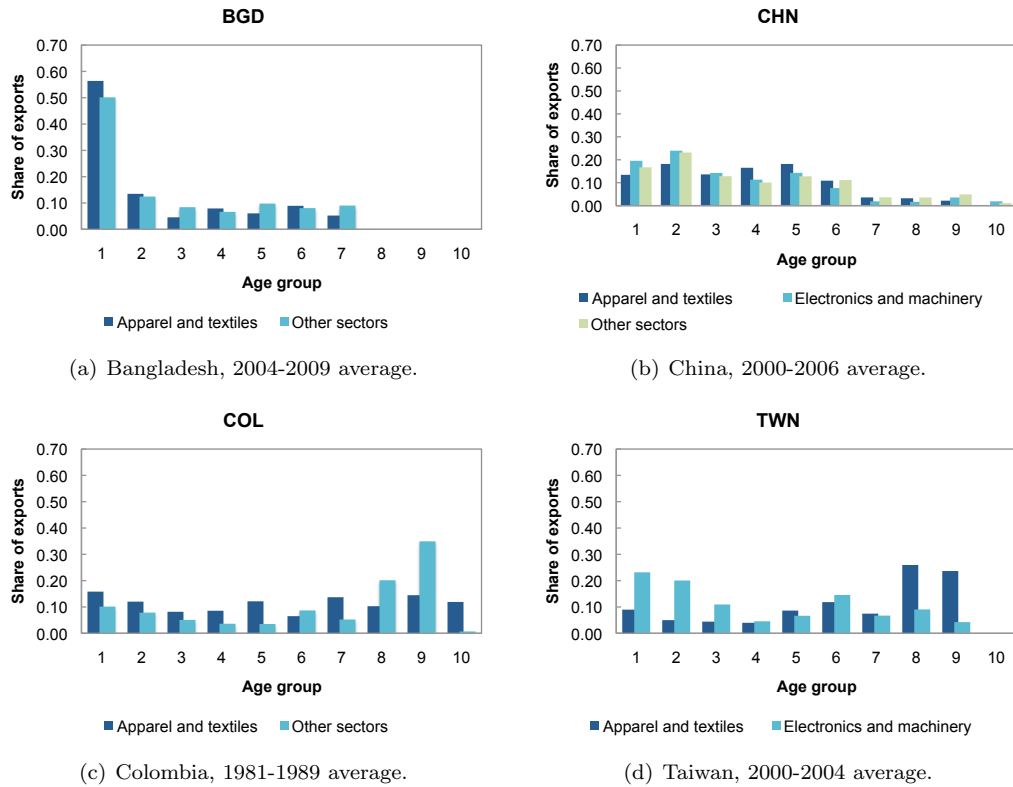 BGD
0.70
0.60
0.50
0.40
0.30
0.20
0.10
0.00
Share of exports
1 2 3 4 5 6 7 8 9 10
Age group
Apparel and textiles Other sectors
(a) Bangladesh, 2004-2009 average.
CHN
0.70
0.60
0.50
0.40
0.30
0.20
0.10
0.00
Share of exports
1 2 3 4 5 6 7 8 9 10
Age group
Apparel and textiles Electronics and machinery
Other sectors
(b) China, 2000-2006 average.
COL
0.70
0.60
0.50
0.40
0.30
0.20
0.10
0.00
Share of exports
1 2 3 4 5 6 7 8 9 10
Age group
Apparel and textiles Other sectors
(c) Colombia, 1981-1989 average.
TWN
0.70
0.60
0.50
0.40
0.30
0.20
0.10
0.00
Share of exports
1 2 3 4 5 6 7 8 9 10
Age group
Apparel and textiles Electronics and machinery
(d) Taiwan, 2000-2004 average.